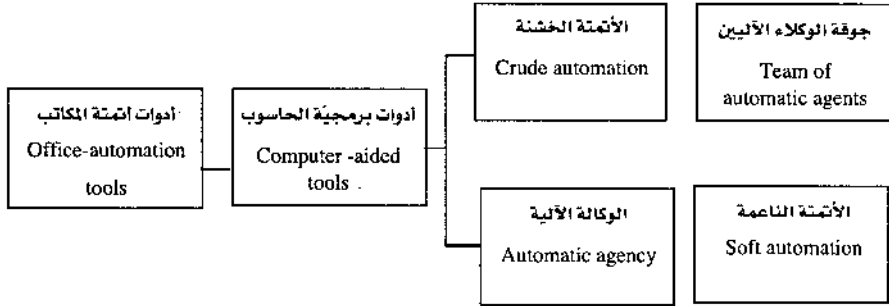 الأتمتة الخشنة
Crude automation
جوقة الوكلاء الآليين
Team of
automatic agents
أدوات أتمتة المكاتب
Office-automation
tools
أدوات برمجيّة الحاسوب
Computer -aided
tools
الوكالة الآلية
Automatic agency
الأتمتة الناعمة
Soft automation